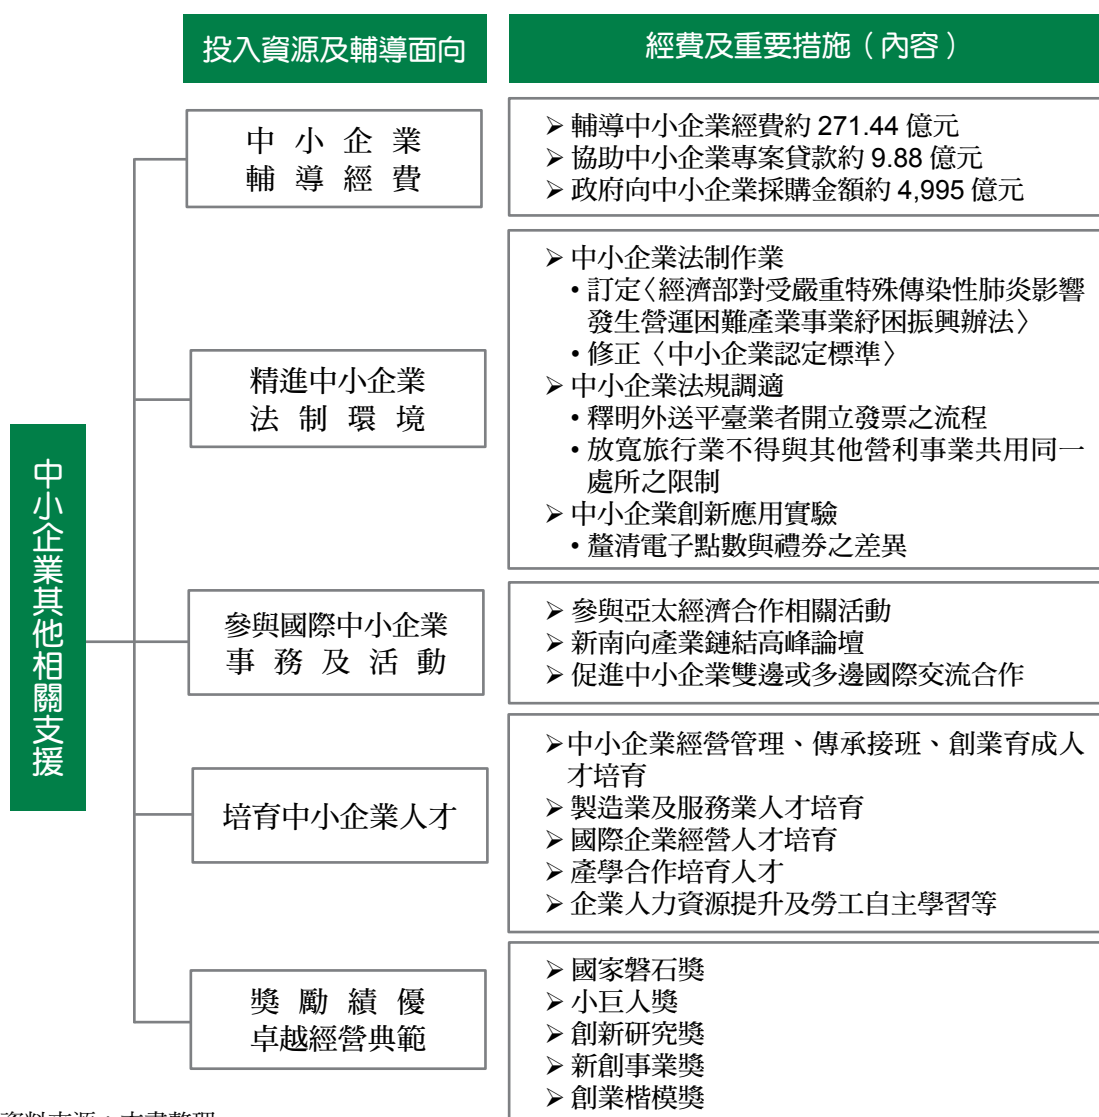 投入資源及輔導面向
經費及重要措施（內容）
中小企業其他相關支援
中小企業
輔導經費
➢ 輔導中小企業經費約 271.44 億元
➢ 協助中小企業專案貸款約 9.88 億元
➢ 政府向中小企業採購金額約 4,995 億元
精進中小企業
法制環境
➢ 中小企業法制作業
• 訂定〈經濟部對受嚴重特殊傳染性肺炎影響
發生營運困難產業事業紓困振興辦法〉
• 修正〈中小企業認定標準〉
➢ 中小企業法規調適
• 釋明外送平臺業者開立發票之流程
• 放寬旅行業不得與其他營利事業共用同一
處所之限制
➢ 中小企業創新應用實驗
• 釐清電子點數與禮券之差異
參與國際中小企業
事務及活動
➢ 參與亞太經濟合作相關活動
➢ 新南向產業鏈結高峰論壇
➢ 促進中小企業雙邊或多邊國際交流合作
培育中小企業人才
➢中小企業經營管理、傳承接班、創業育成人
才培育
➢ 製造業及服務業人才培育
➢ 國際企業經營人才培育
➢ 產學合作培育人才
➢ 企業人力資源提升及勞工自主學習等
獎勵績優
卓越經營典範
➢ 國家磐石獎
➢ 小巨人獎
➢ 創新研究獎
➢ 新創事業獎
➢ 創業楷模獎